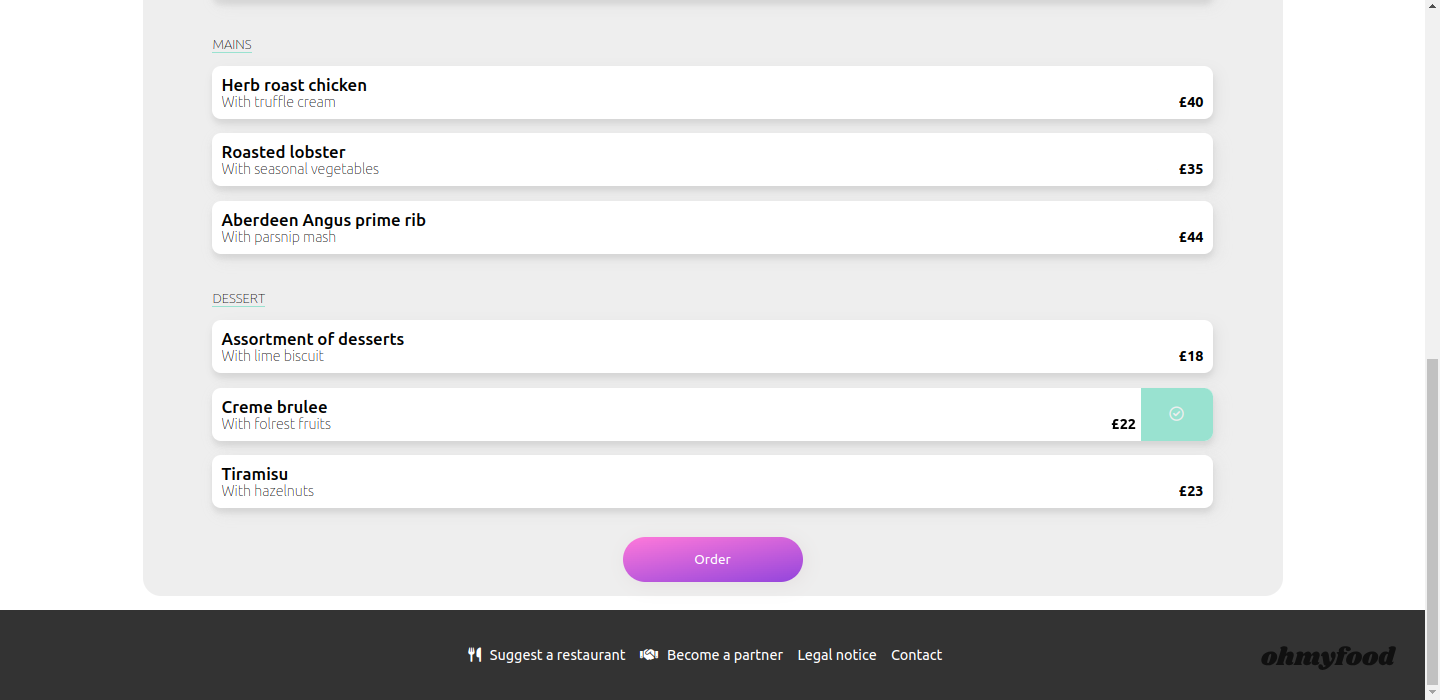 MAINS
Herb roast chicken
With truffle cream
£40
Roasted lobster
With seasonal vegetables
£35
Aberdeen Angus prime rib
With parsnip mash
£44
DESSERT
Assortment of desserts
With lime biscuit
£18
Creme brulee
With folrest fruits
£22
Tiramisu
With hazelnuts
£23
Order
Suggest a restaurant Become a partner Legal notice Contact ohmyfood